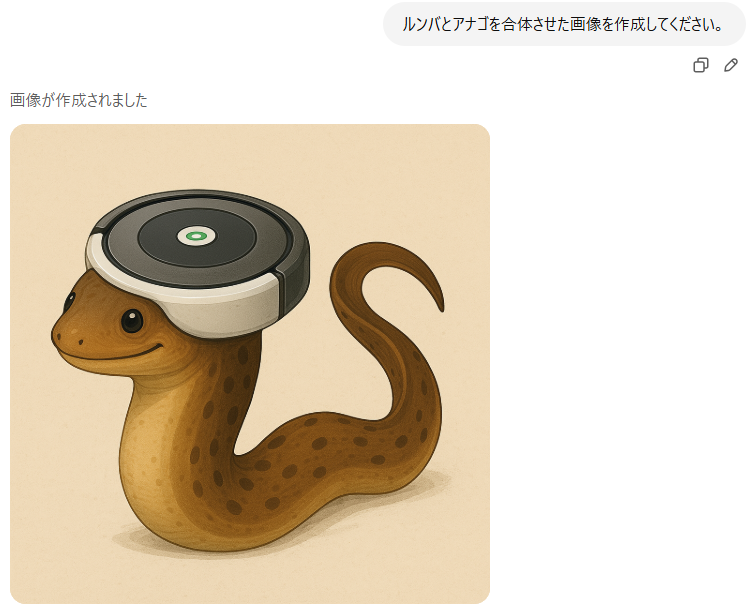 ルンバとアナゴを合体させた画像を作成してください。
画像が作成されました